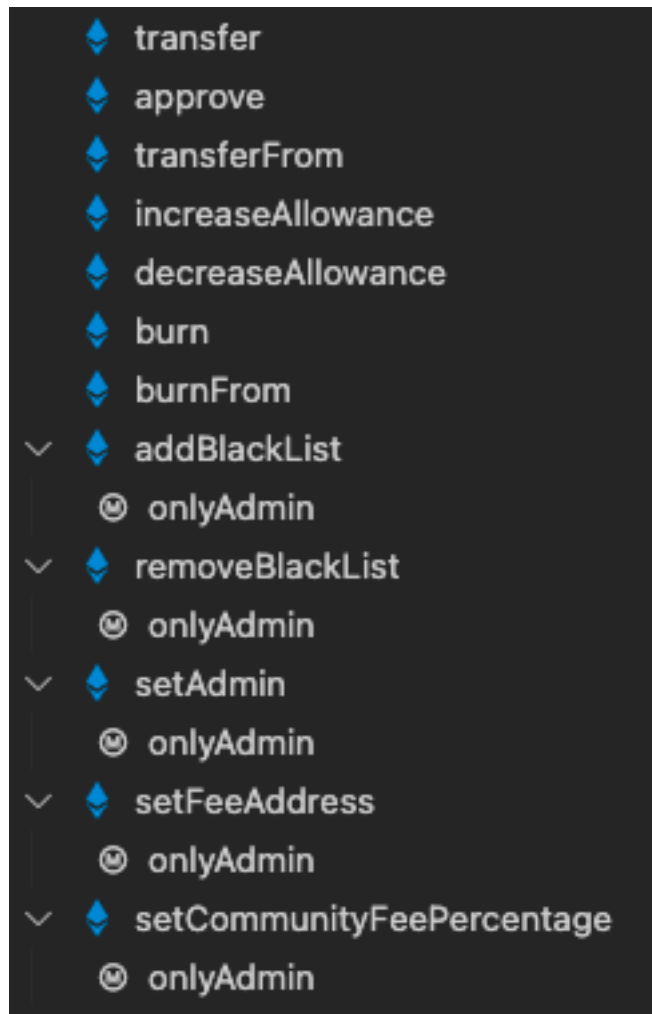 transfer
approve
transferFrom
increaseAllowance
decreaseAllowance
burn
burnFrom
addBlackList
Ⓜ onlyAdmin
removeBlackList
Ⓜ onlyAdmin
setAdmin
Ⓜ onlyAdmin
setFeeAddress
Ⓜ onlyAdmin
setCommunityFeePercentage
Ⓜ onlyAdmin